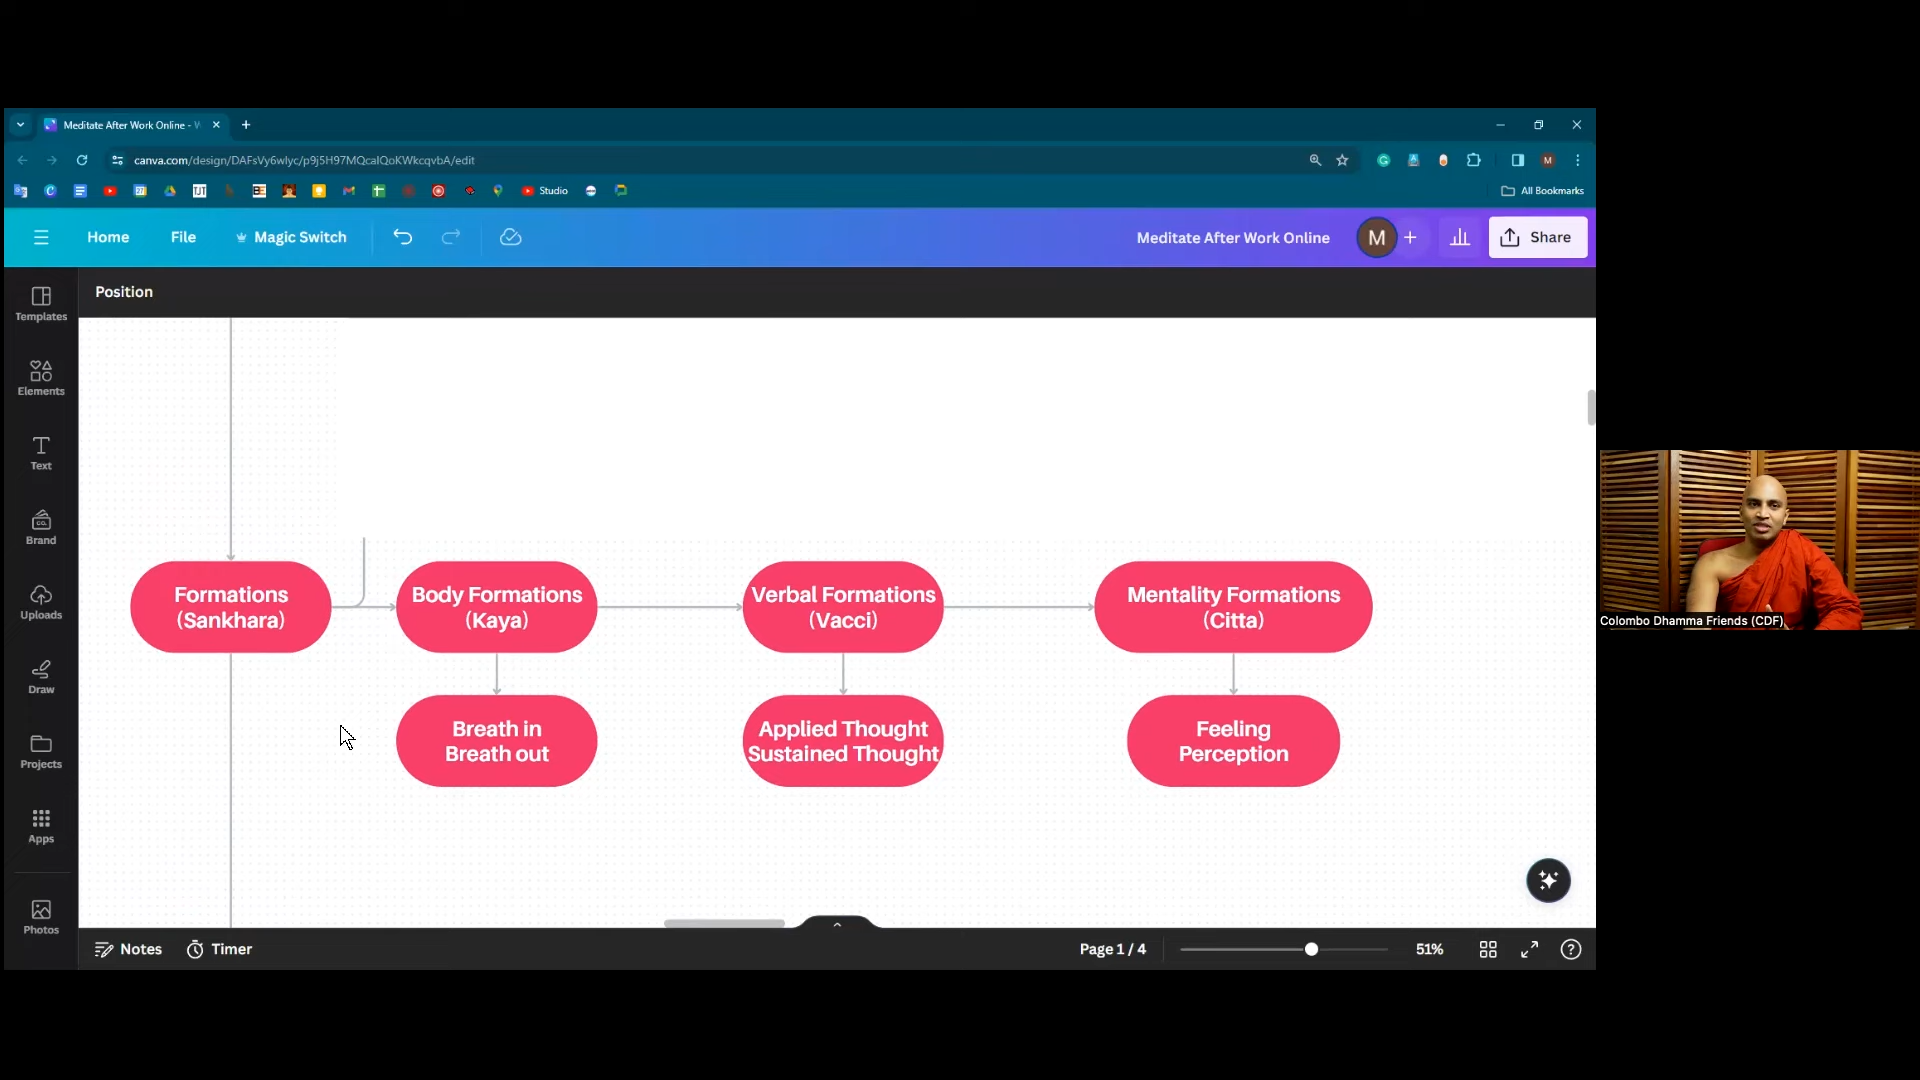 Meditate After Work Online - W
canva.com/design/DAFsVy6wlyc/p9j5H97MQcalQoKWkcqvbA/edit
Studio
All Bookmarks
Home
File
Magic Switch
Meditate After Work Online
M
Share
Position
Templates
Elements
Text
Brand
Uploads
Draw
Projects
Apps
Photos
Formations
(Sankhara)
Body Formations
(Kaya)
Verbal Formations
(Vacci)
Mentality Formations
(Citta)
Breath in
Breath out
Applied Thought
Sustained Thought
Feeling
Perception
Colombo Dhamma Friends (CDF)
Notes
Timer
Page 1 / 4
51%